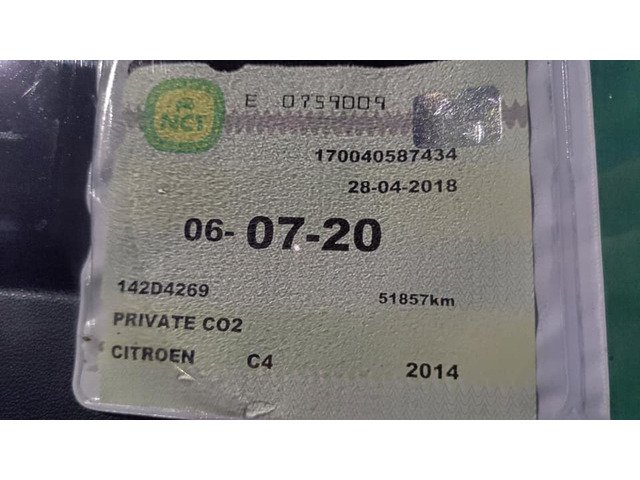 NCT
E 0759009
170040587434
28-04-2018
06- 07-20
142D4269 51857km
PRIVATE CO2
CITROEN C4 2014